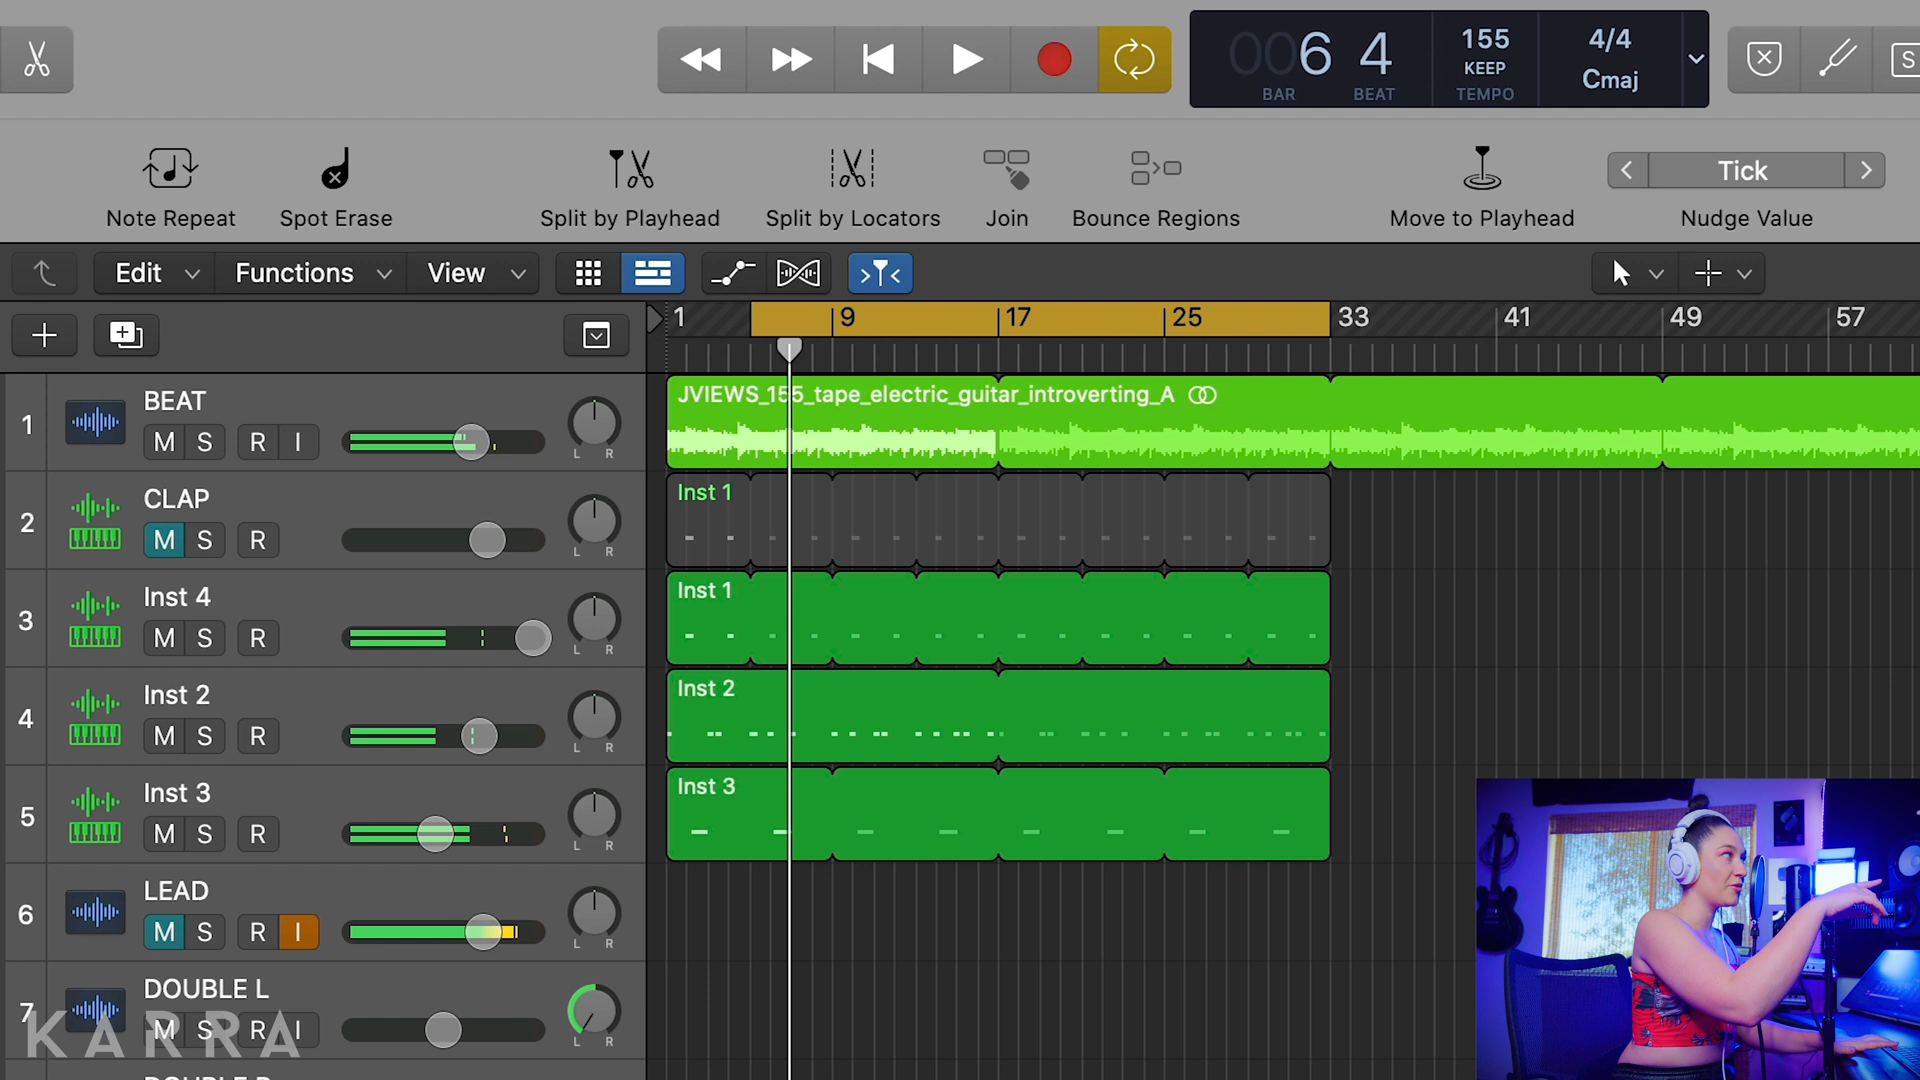 006 4
BAR BEAT
155
KEEP
TEMPO
4/4
Cmaj
S
Note Repeat
Spot Erase
Split by Playhead
Split by Locators
Join
Bounce Regions
Move to Playhead
Tick
Nudge Value
Edit
Functions
View
1 9 17 25 33 41 49 57
1 BEAT
M S R I
L R
JVIEWS_155_tape_electric_guitar_introverting_A
2 CLAP
M S R
L R
Inst 1
3 Inst 4
M S R
L R
Inst 1
4 Inst 2
M S R
L R
Inst 2
5 Inst 3
M S R
L R
Inst 3
6 LEAD
M S R I
L R
7 DOUBLE L
M S R I
L R
KARRA